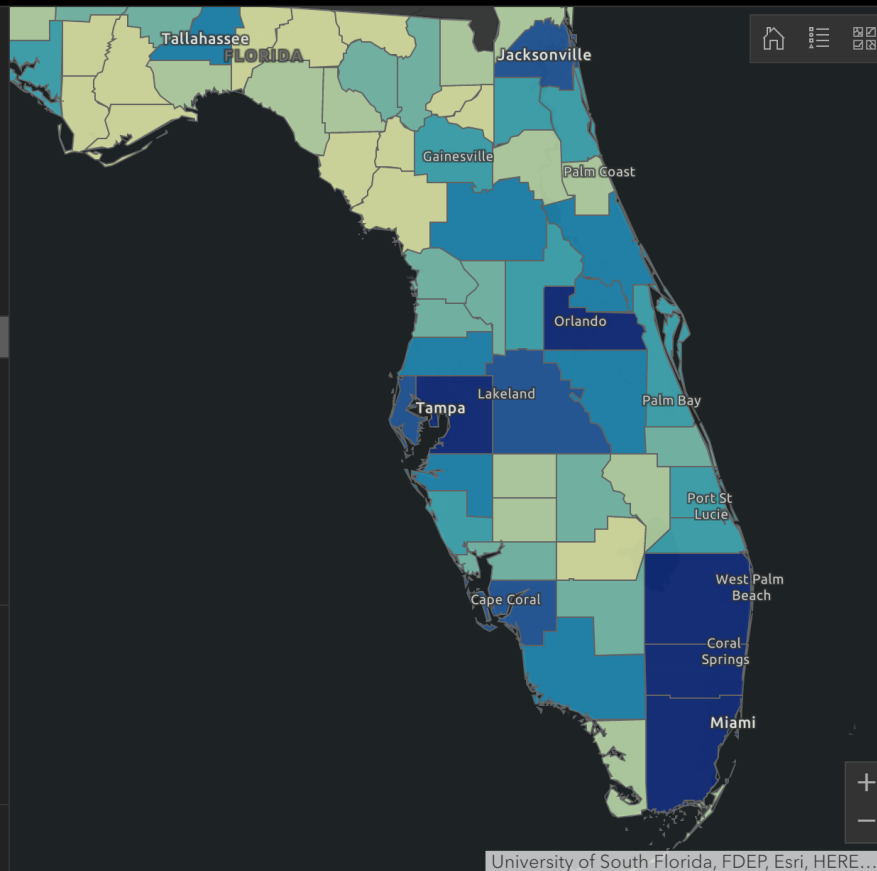 Tallahassee
FLORIDA
Jacksonville
Gainesville
Palm Coast
Orlando
Lakeland
Tampa
Palm Bay
Port St
Lucie
West Palm
Beach
Cape Coral
Coral
Springs
Miami
+
−
University of South Florida, FDEP, Esri, HERE...